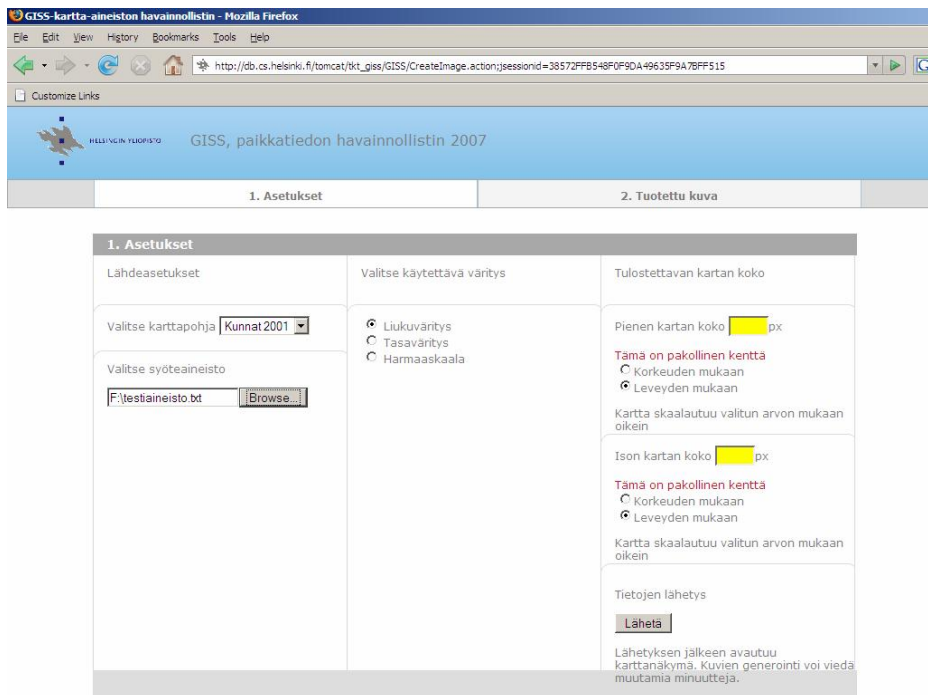 GISS-kartta-aineiston havainnollistin - Mozilla Firefox
File Edit View History Bookmarks Tools Help
http://db.cs.helsinki.fi/tomcat/tkt_giss/GISS/CreateImage.action;jsessionid=38572FFB548F0F9DA49635F9A7BFF515
G
Customize Links
HELSINGIN YLIOPISTO
GISS, paikkatiedon havainnollistin 2007
1. Asetukset
2. Tuotettu kuva
1. Asetukset
Lähdeasetukset
Valitse karttapohja Kunnat 2001
Valitse syöteaineisto
F:\testiaineisto.txt Browse...
Valitse käytettävä väritys
Liukuväritys
Tasaväritys
Harmaaskaala
Tulostettavan kartan koko
Pienen kartan koko px
Tämä on pakollinen kenttä
Korkeuden mukaan
Leveyden mukaan
Kartta skaalautuu valitun arvon mukaan
oikein
Ison kartan koko px
Tämä on pakollinen kenttä
Korkeuden mukaan
Leveyden mukaan
Kartta skaalautuu valitun arvon mukaan
oikein
Tietojen lähetys
Lähetä
Lähetyksen jälkeen avautuu
karttanäkymä. Kuvien generointi voi viedä
muutamia minuutteja.